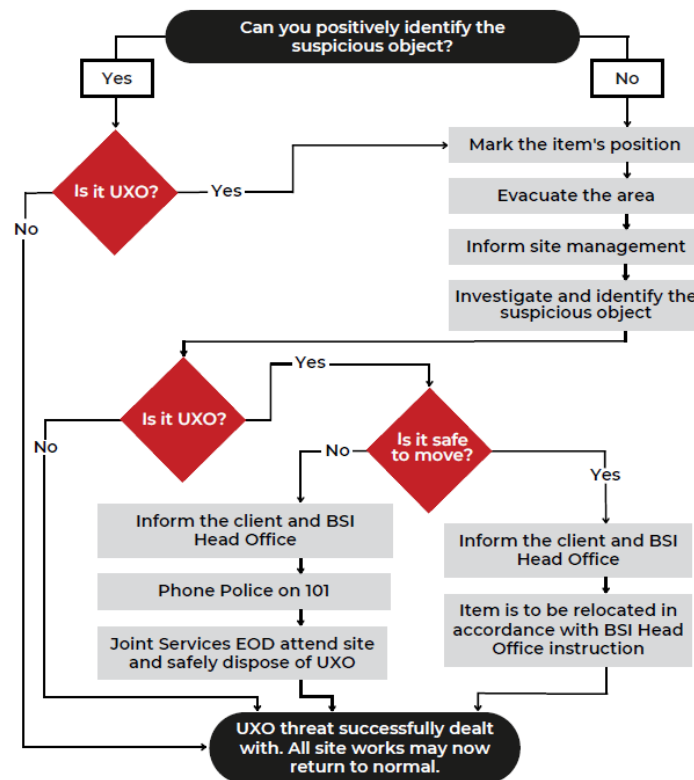 Can you positively identify the
suspicious object?
Yes
No
Mark the item's position
Is it UXO?
Yes
Evacuate the area
No
Inform site management
Investigate and identify the
suspicious object
Yes
Is it UXO?
No
Is it safe
to move?
No
Yes
Inform the client and BSI
Head Office
Inform the client and BSI
Head Office
Phone Police on 101
Item is to be relocated in
accordance with BSI Head
Office instruction
Joint Services EOD attend site
and safely dispose of UXO
UXO threat successfully dealt
with. All site works may now
return to normal.